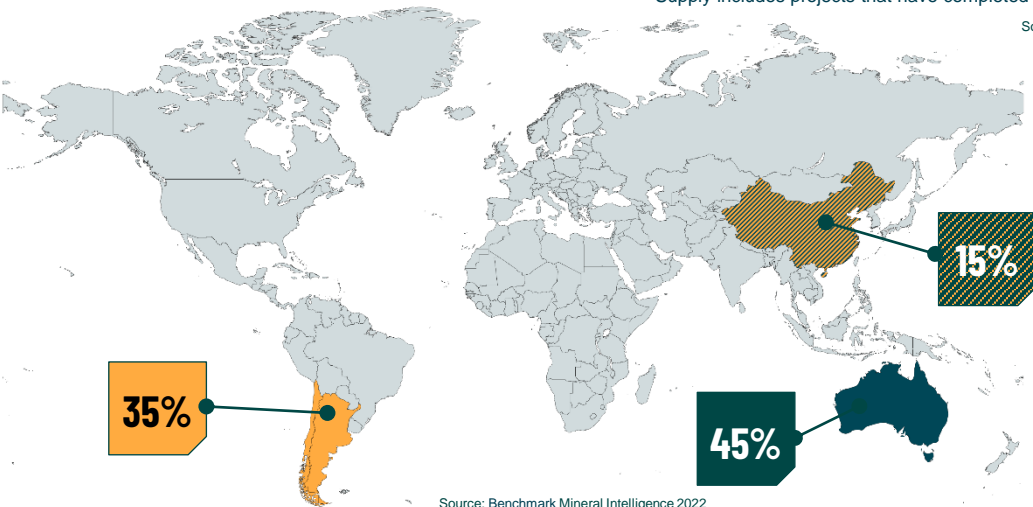 Supply includes projects that have completed
15%
35%
45%
Source: Benchmark Mineral Intelligence 2022